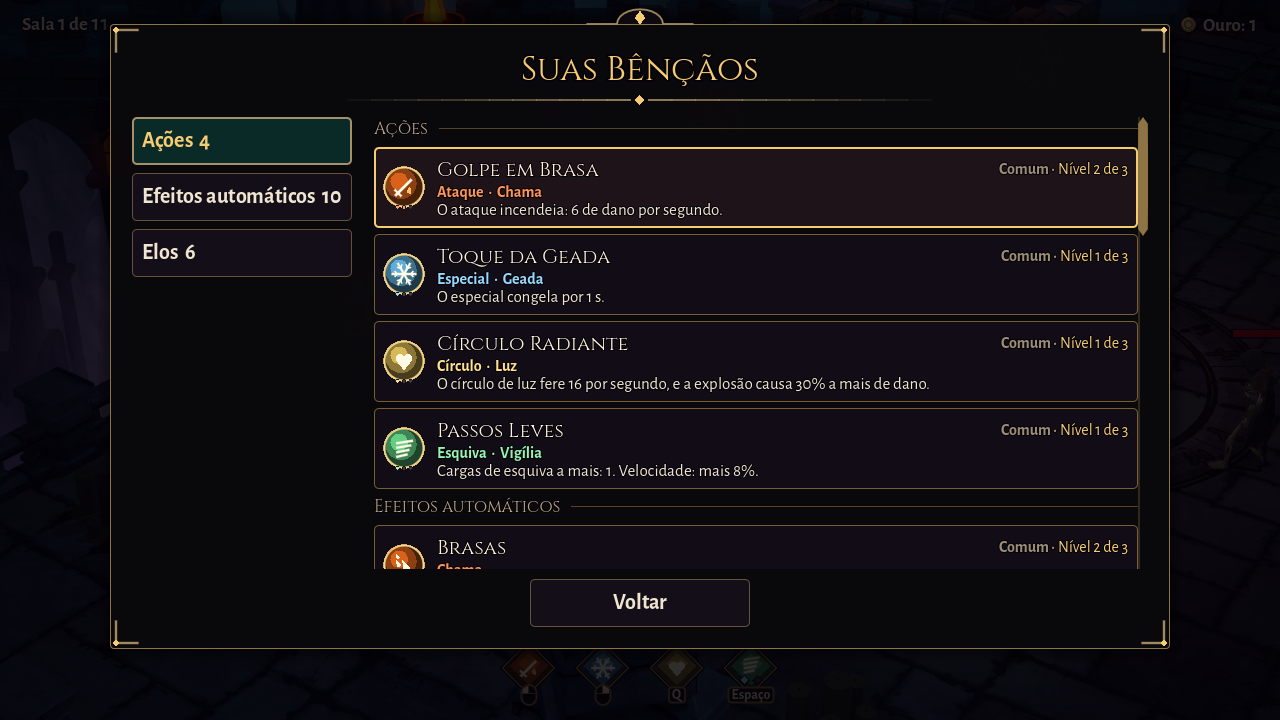 Sala 1 de 11
Ouro: 1
Suas Bênçãos
Ações 4
Efeitos automáticos 10
Elos 6
Ações
Golpe em Brasa
Comum · Nível 2 de 3
Ataque · Chama
O ataque incendeia: 6 de dano por segundo.
Toque da Geada
Comum · Nível 1 de 3
Especial · Geada
O especial congela por 1 s.
Círculo Radiante
Comum · Nível 1 de 3
Círculo · Luz
O círculo de luz fere 16 por segundo, e a explosão causa 30% a mais de dano.
Passos Leves
Comum · Nível 1 de 3
Esquiva · Vigília
Cargas de esquiva a mais: 1. Velocidade: mais 8%.
Efeitos automáticos
Brasas
Comum · Nível 2 de 3
Chama
Voltar
Q
Espaço